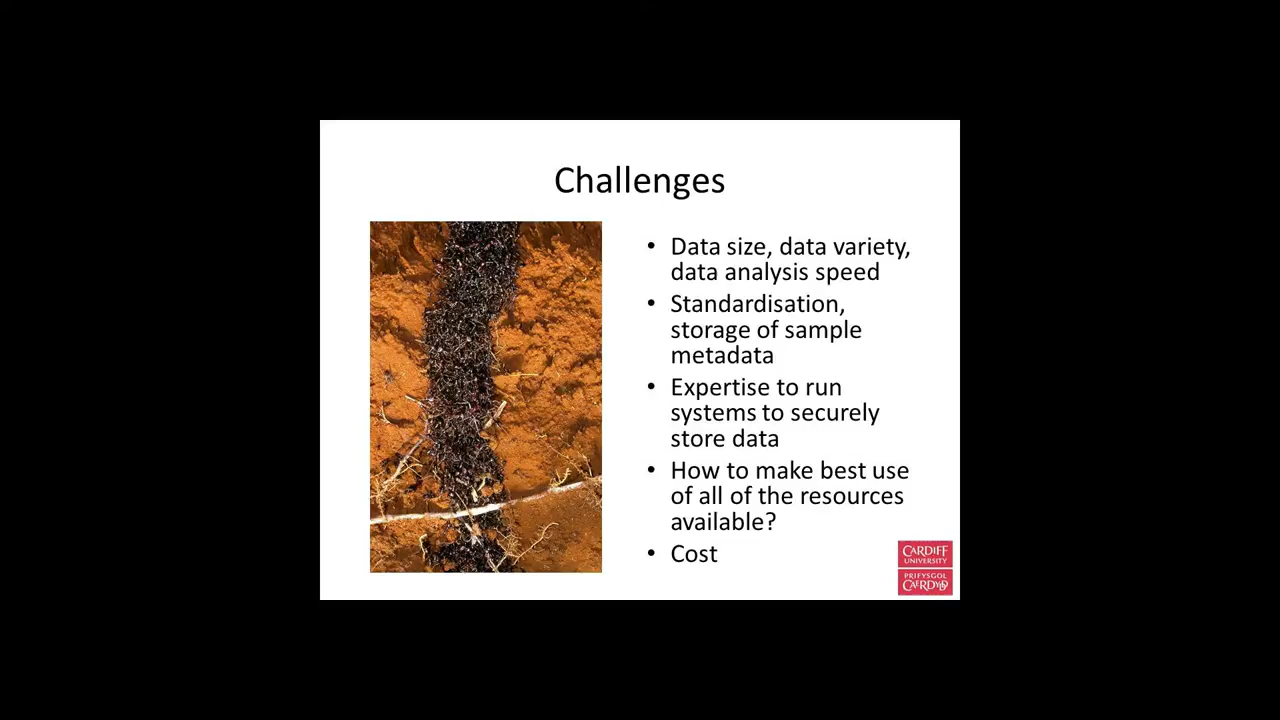 Challenges
• Data size, data variety,
data analysis speed
• Standardisation,
storage of sample
metadata
• Expertise to run
systems to securely
store data
• How to make best use
of all of the resources
available?
• Cost
CARDIFF
UNIVERSITY
PRIFYSGOL
CAERDYDD